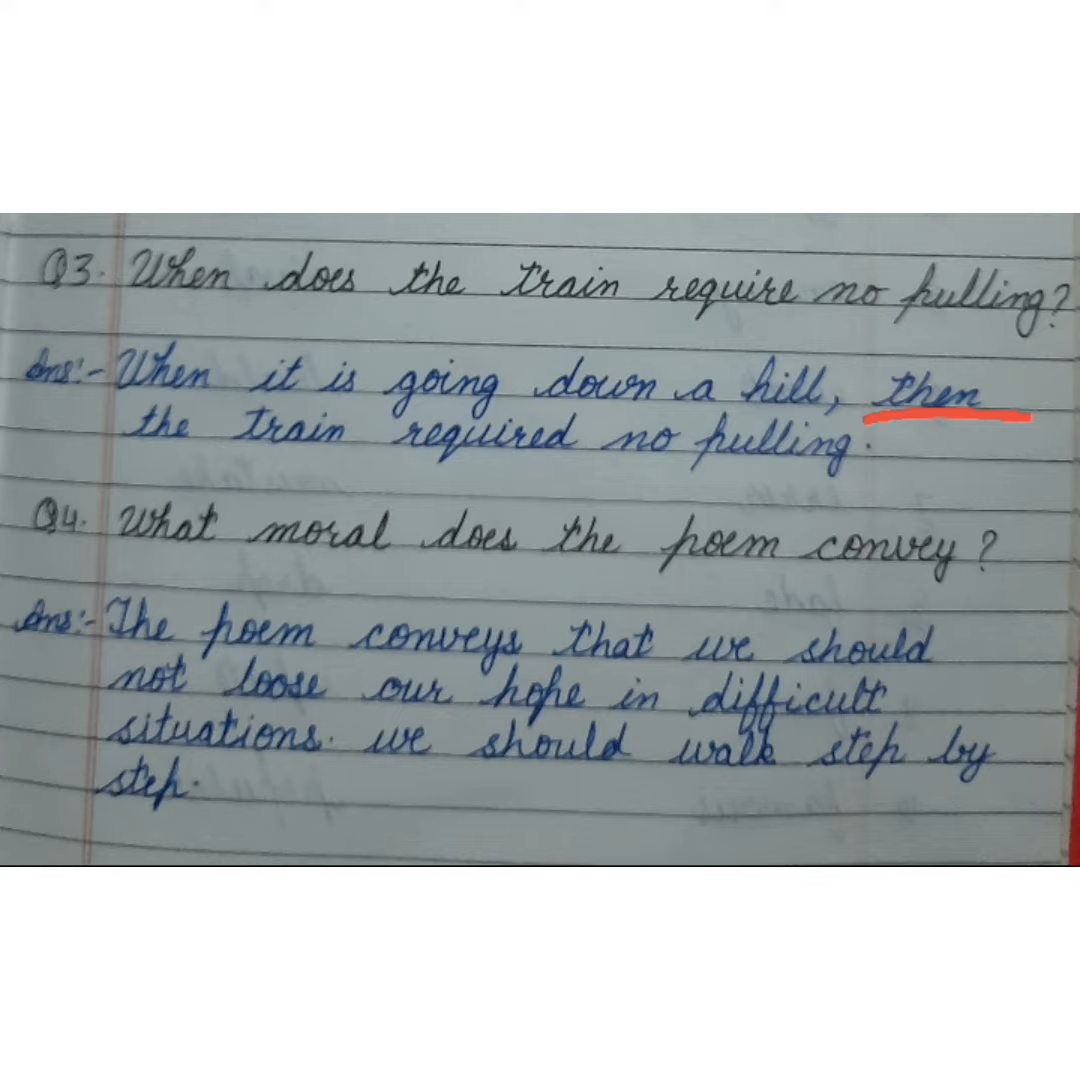 Q3. When does the train require no pulling?
Ans:- When it is going down a hill, then
the train required no pulling.
Q4. What moral does the poem convey?
Ans:- The poem conveys that we should
not loose our hope in difficult
situations. we should walk step by
step.